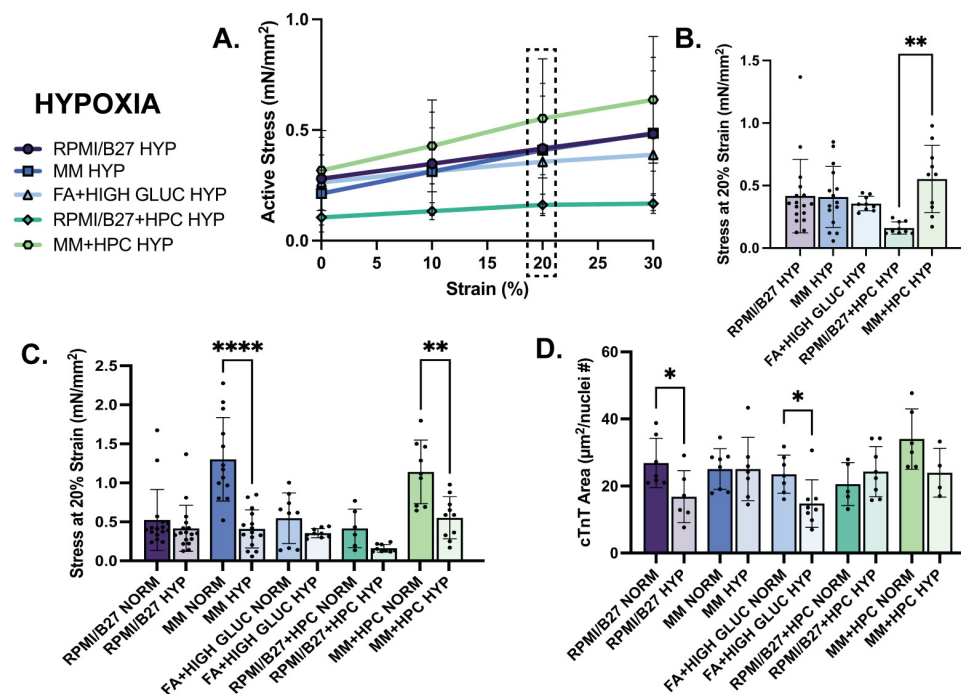 A.
B.
HYPOXIA
RPMI/B27 HYP
MM HYP
FA+HIGH GLUC HYP
RPMI/B27+HPC HYP
MM+HPC HYP
Active Stress (mN/mm²)
1.0
0.5
0.0
0 5 10 15 20 25 30
Strain (%)
Stress at 20% Strain (mN/mm²)
1.5
1.0
0.5
0.0
**
RPMI/B27 HYP
MM HYP
FA+HIGH GLUC HYP
RPMI/B27+HPC HYP
MM+HPC HYP
C.
Stress at 20% Strain (mN/mm²)
2.5
2.0
1.5
1.0
0.5
0.0
****
**
RPMI/B27 NORM
RPMI/B27 HYP
MM NORM
MM HYP
FA+HIGH GLUC NORM
FA+HIGH GLUC HYP
RPMI/B27+HPC NORM
RPMI/B27+HPC HYP
MM+HPC NORM
MM+HPC HYP
D.
cTnT Area (µm²/nuclei #)
60
40
20
0
*
*
RPMI/B27 NORM
RPMI/B27 HYP
MM NORM
MM HYP
FA+HIGH GLUC NORM
FA+HIGH GLUC HYP
RPMI/B27+HPC NORM
RPMI/B27+HPC HYP
MM+HPC NORM
MM+HPC HYP